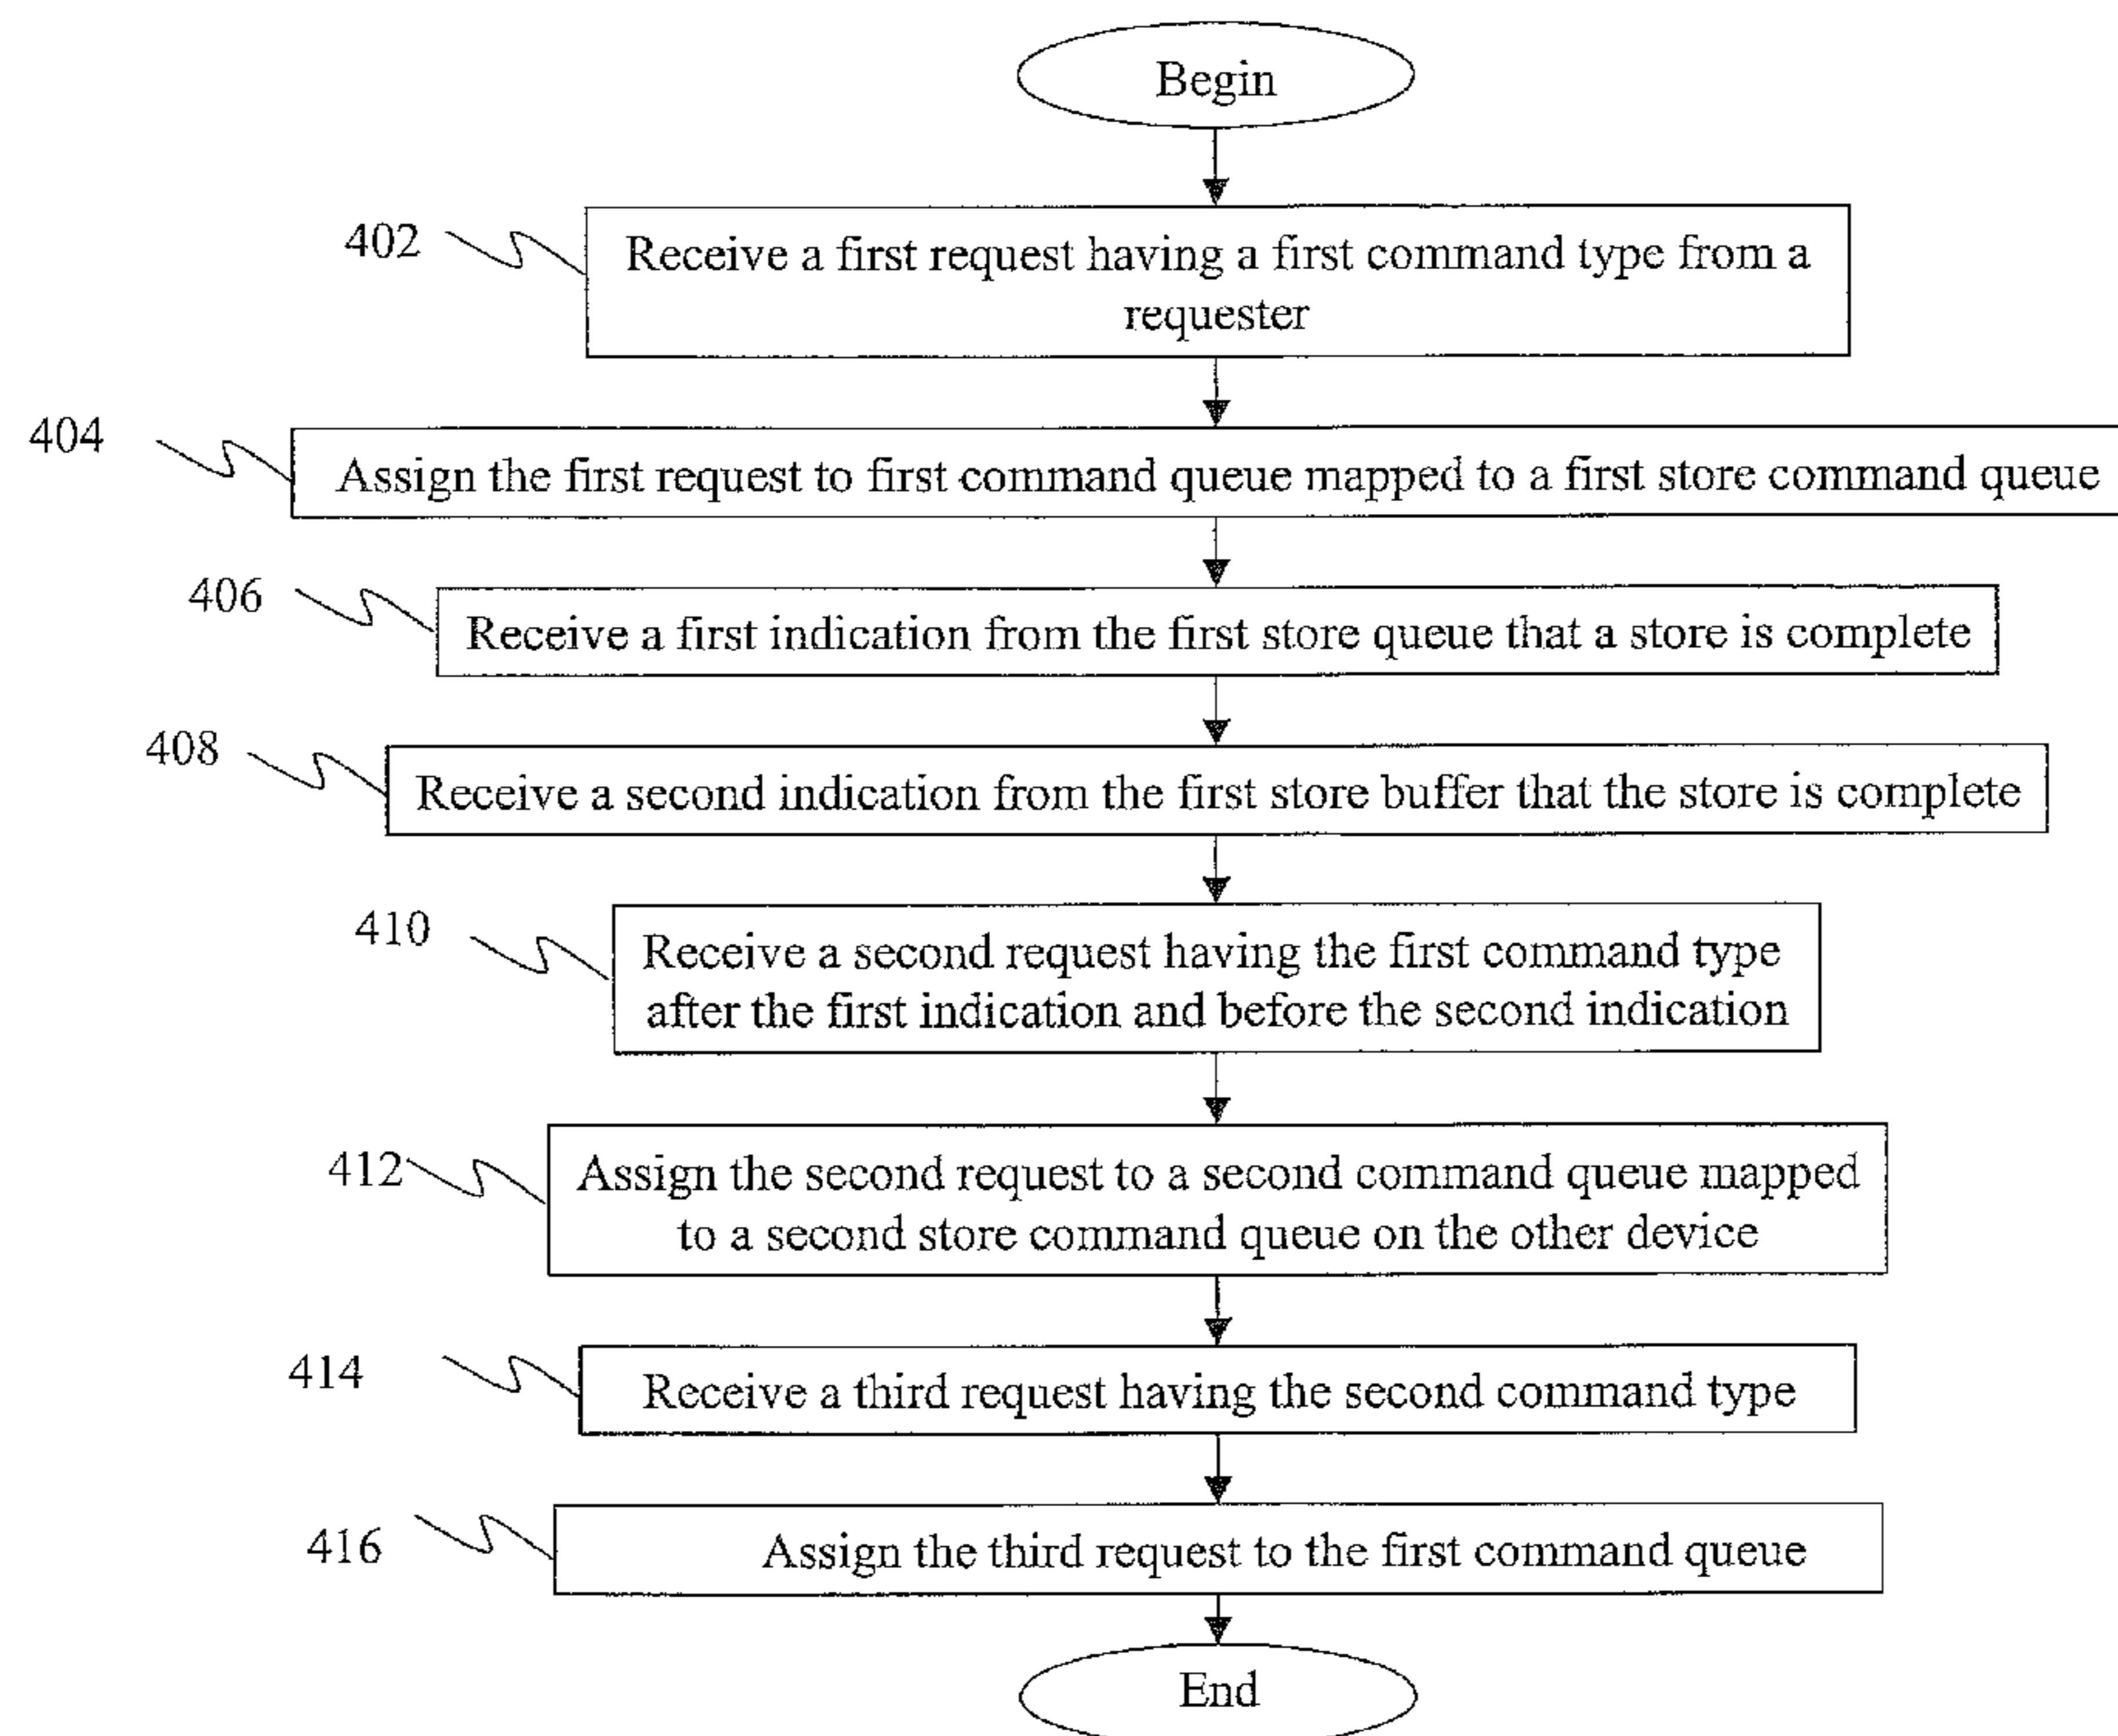 Begin
402
Receive a first request having a first command type from a
requester
404
Assign the first request to first command queue mapped to a first store command queue
406
Receive a first indication from the first store queue that a store is complete
408
Receive a second indication from the first store buffer that the store is complete
410
Receive a second request having the first command type
after the first indication and before the second indication
412
Assign the second request to a second command queue mapped
to a second store command queue on the other device
414
Receive a third request having the second command type
416
Assign the third request to the first command queue
End